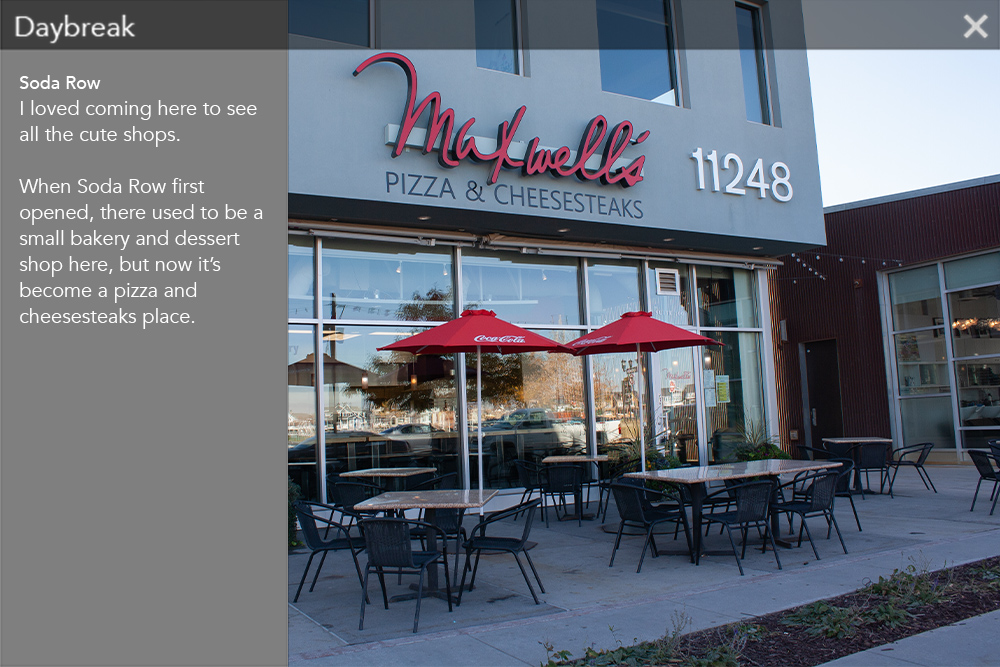 Daybreak
Soda Row
I loved coming here to see
all the cute shops.
When Soda Row first
opened, there used to be a
small bakery and dessert
shop here, but now it’s
become a pizza and
cheesesteaks place.
Maxwell's
PIZZA & CHEESESTEAKS
11248
Coca-Cola
Coca-Cola